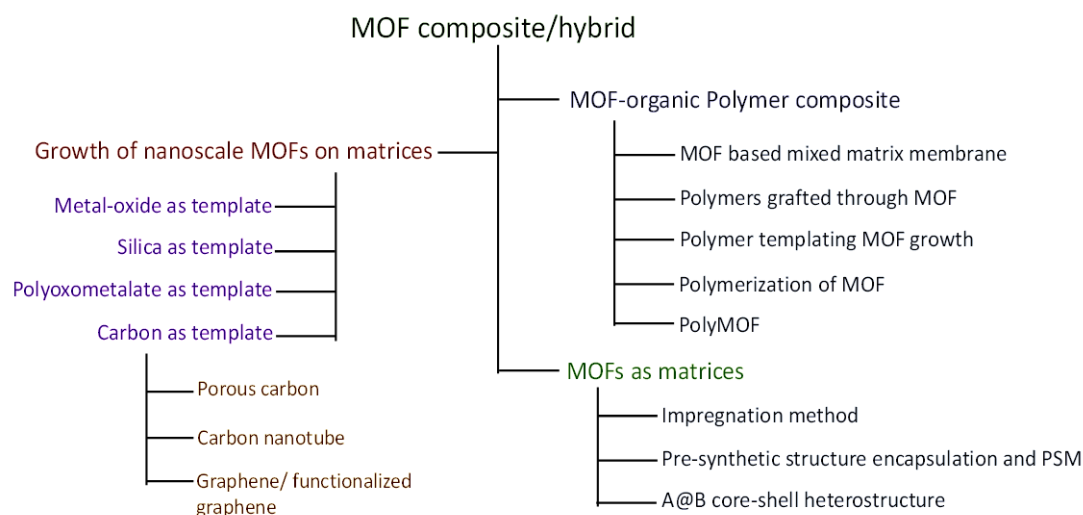 MOF composite/hybrid
Growth of nanoscale MOFs on matrices
Metal-oxide as template
Silica as template
Polyoxometalate as template
Carbon as template
Porous carbon
Carbon nanotube
Graphene/ functionalized
graphene
MOF-organic Polymer composite
MOF based mixed matrix membrane
Polymers grafted through MOF
Polymer templating MOF growth
Polymerization of MOF
PolyMOF
MOFs as matrices
Impregnation method
Pre-synthetic structure encapsulation and PSM
A@B core-shell heterostructure